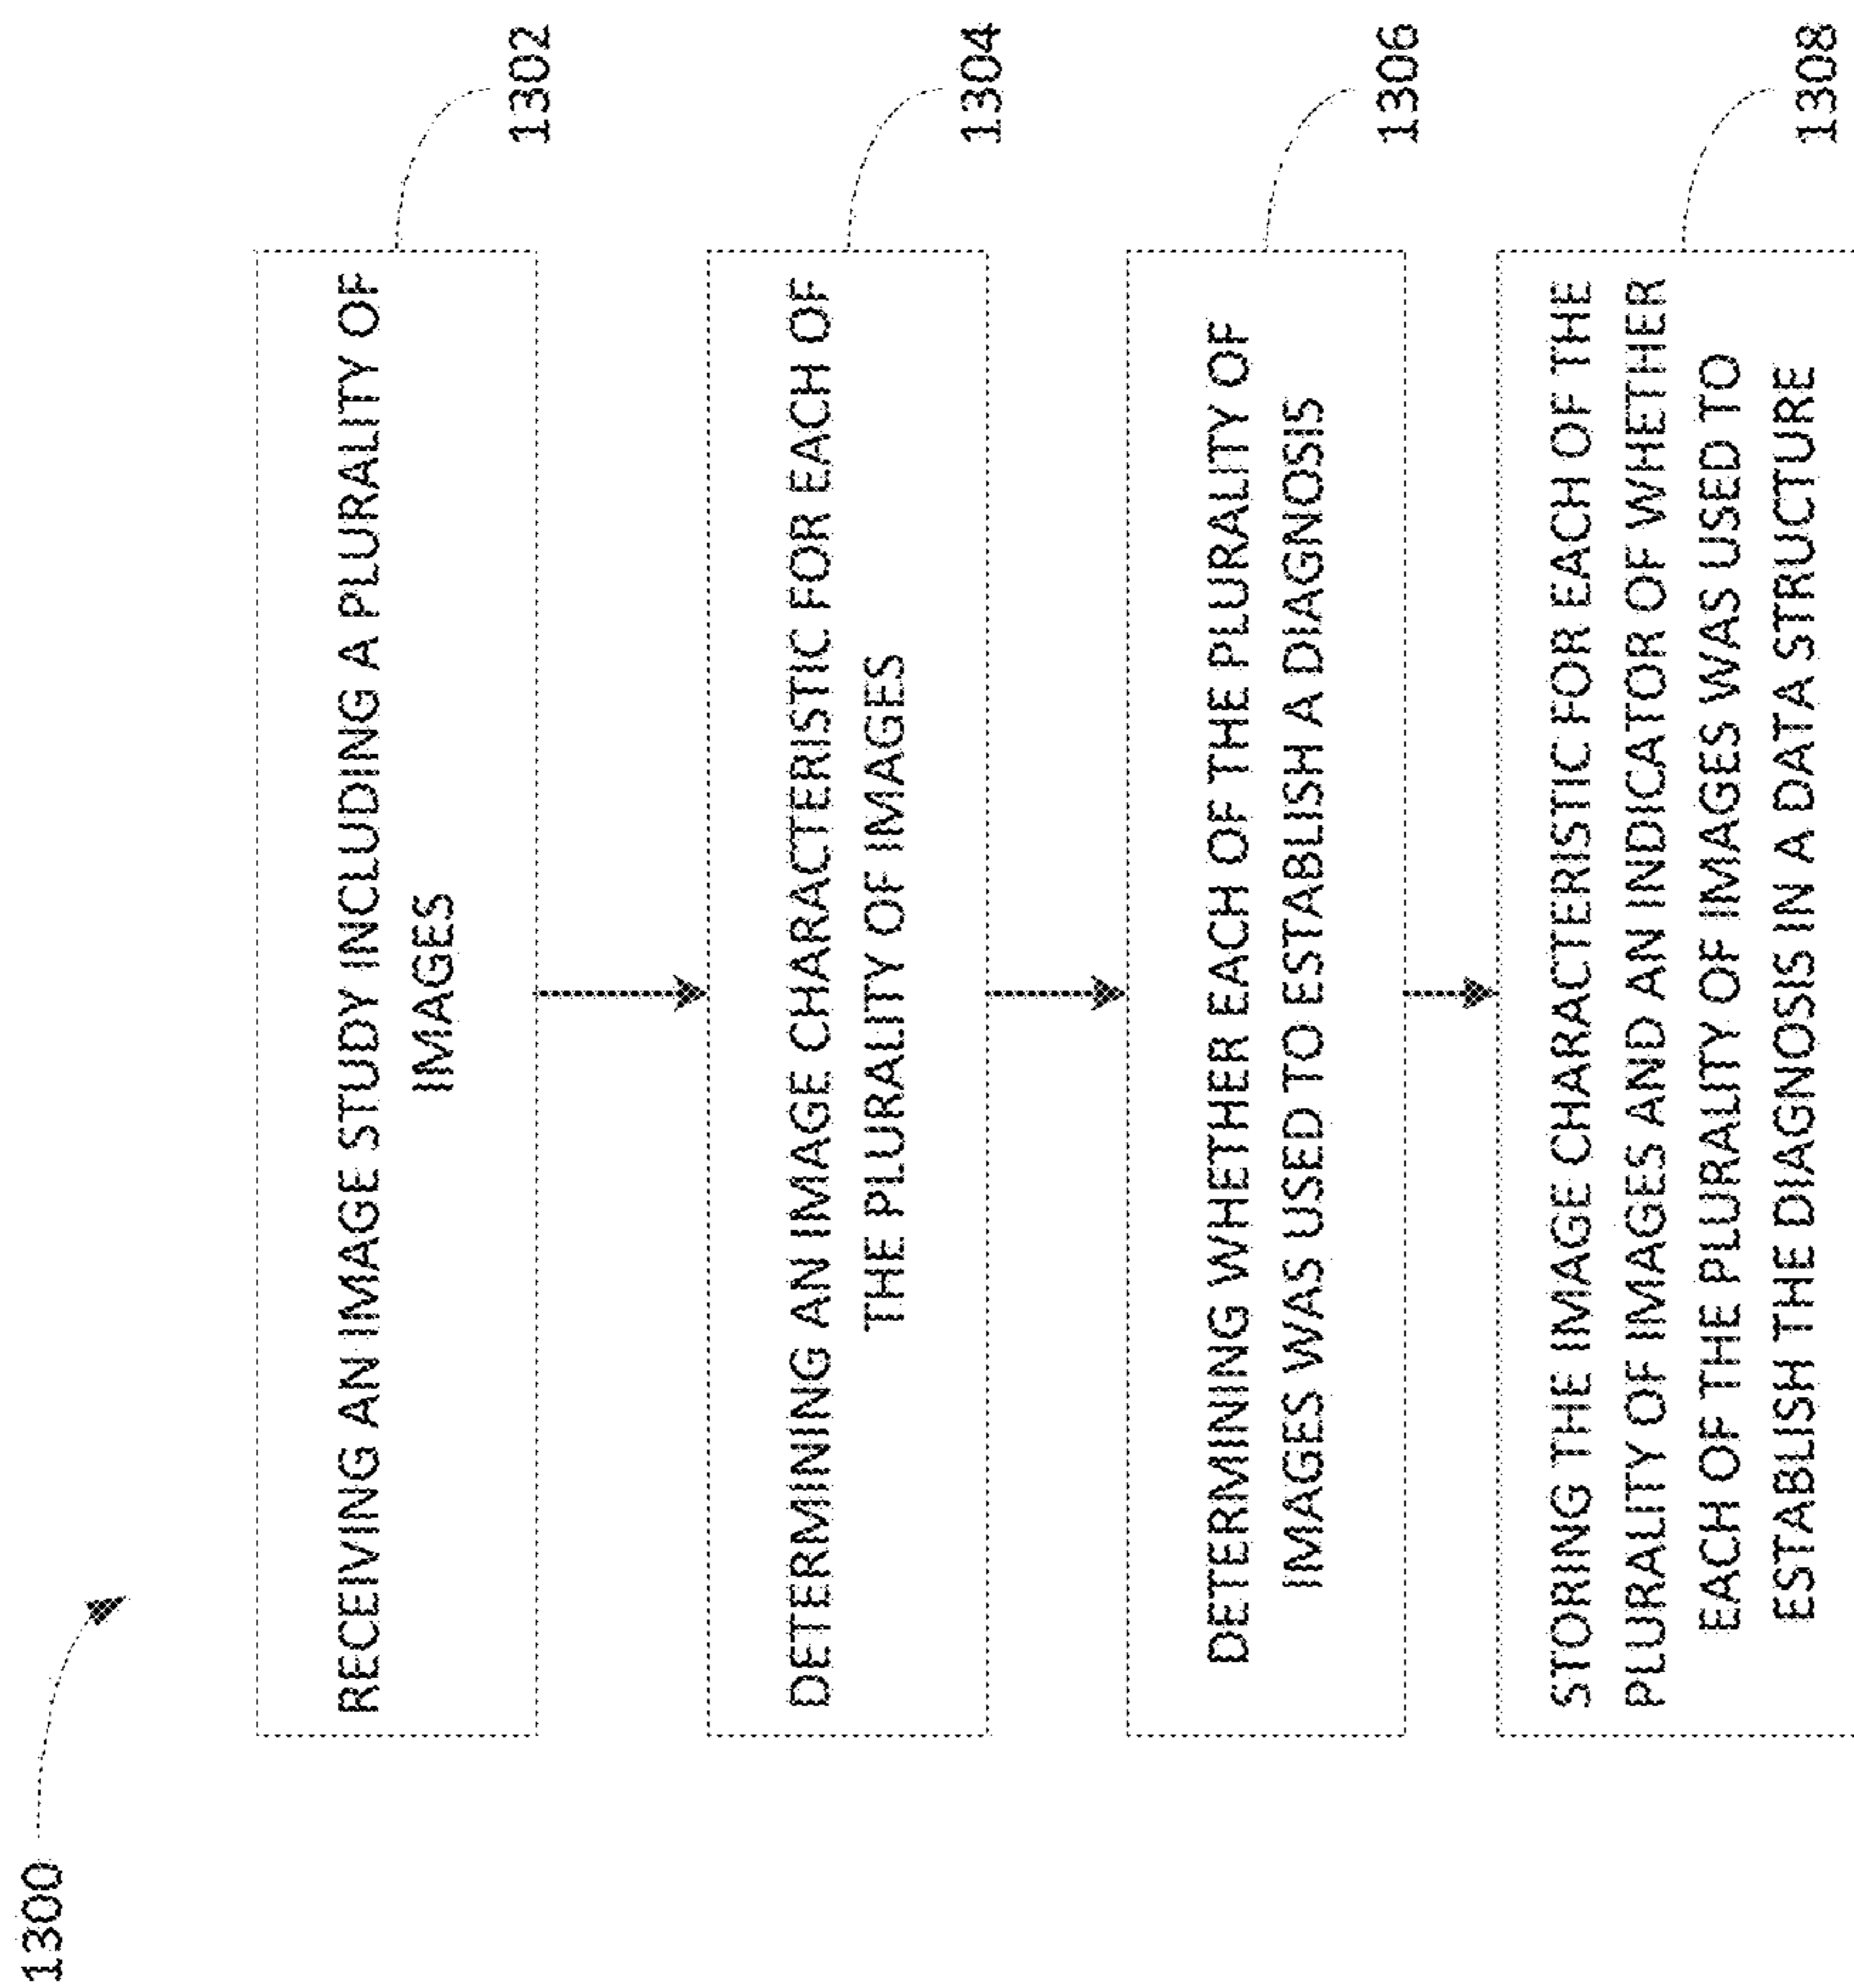 1300
RECEIVING AN IMAGE STUDY INCLUDING A PLURALITY OF
IMAGES
1302
DETERMINING AN IMAGE CHARACTERISTIC FOR EACH OF
THE PLURALITY OF IMAGES
1304
DETERMINING WHETHER EACH OF THE PLURALITY OF
IMAGES WAS USED TO ESTABLISH A DIAGNOSIS
1306
STORING THE IMAGE CHARACTERISTIC FOR EACH OF THE
PLURALITY OF IMAGES AND AN INDICATOR OF WHETHER
EACH OF THE PLURALITY OF IMAGES WAS USED TO
ESTABLISH THE DIAGNOSIS IN A DATA STRUCTURE
1308